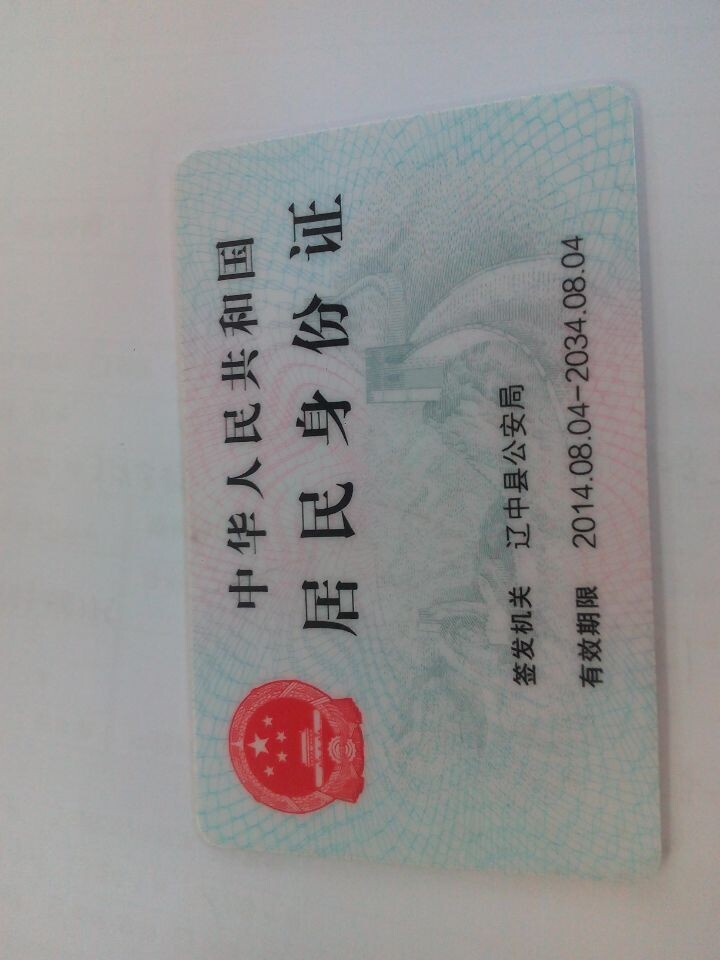 中华人民共和国
居民身份证
签发机关 辽中县公安局
有效期限 2014.08.04-2034.08.04